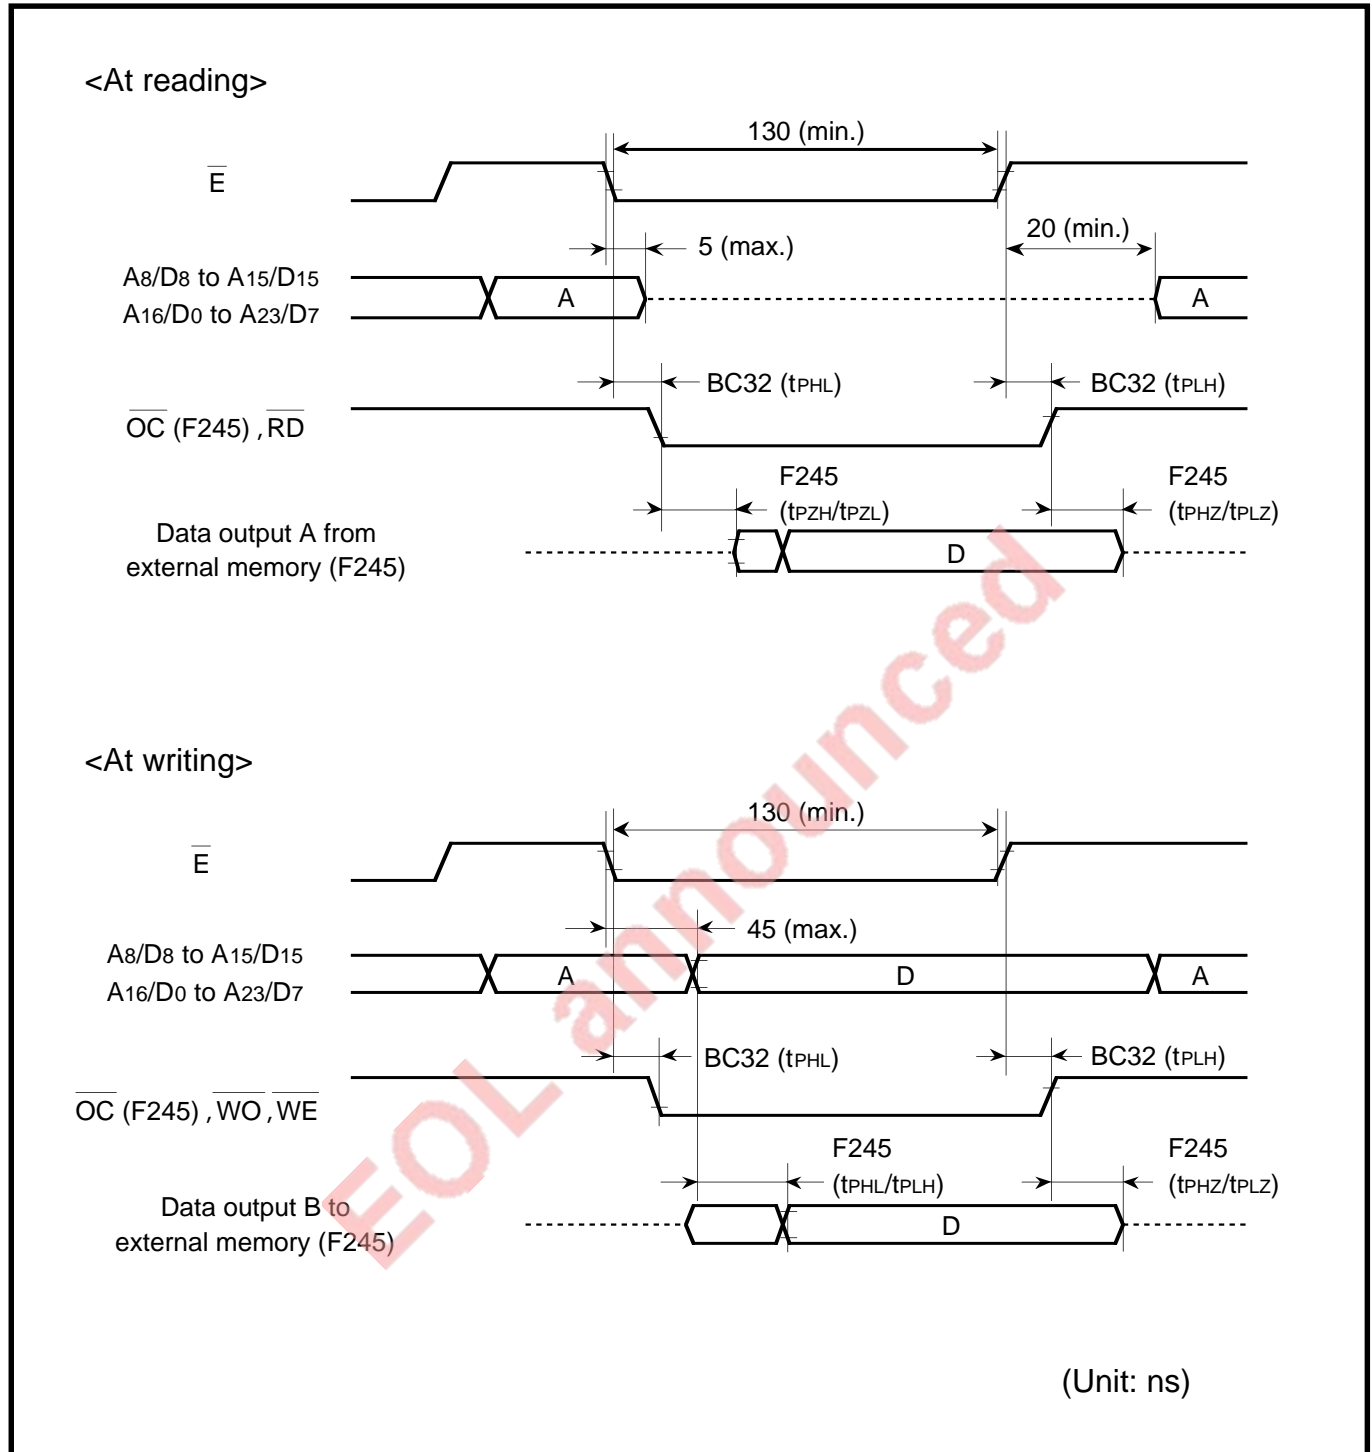 <At reading>
130 (min.)
E
5 (max.)
20 (min.)
A8/D8 to A15/D15
A
A
A16/D0 to A23/D7
BC32 (tPHL)
BC32 (tPLH)
OC (F245) , RD
F245
F245
(tPZH/tPZL)
(tPHZ/tPLZ)
Data output A from
external memory (F245)
D
<At writing>
130 (min.)
E
45 (max.)
A8/D8 to A15/D15
A
D
A
A16/D0 to A23/D7
BC32 (tPHL)
BC32 (tPLH)
OC (F245) , WO , WE
F245
F245
(tPHL/tPLH)
(tPHZ/tPLZ)
Data output B to
external memory (F245)
D
(Unit: ns)
EOL announced